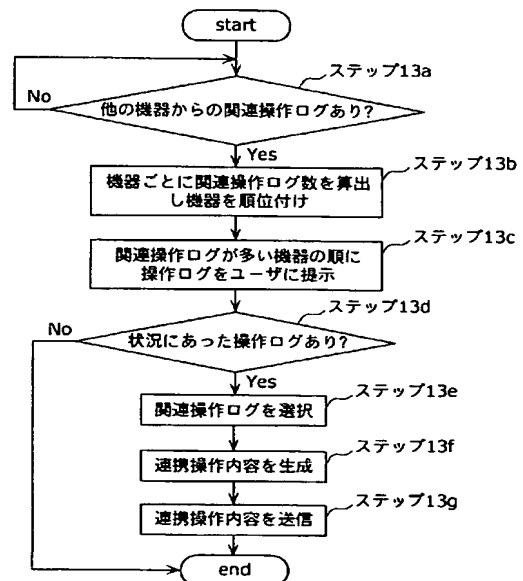 start
ステップ13a
No
他の機器からの関連操作ログあり?
Yes
ステップ13b
機器ごとに関連操作ログ数を算出
し機器を順位付け
ステップ13c
関連操作ログが多い機器の順に
操作ログをユーザに提示
ステップ13d
No
状況にあった操作ログあり?
Yes
ステップ13e
関連操作ログを選択
ステップ13f
連携操作内容を生成
ステップ13g
連携操作内容を送信
end